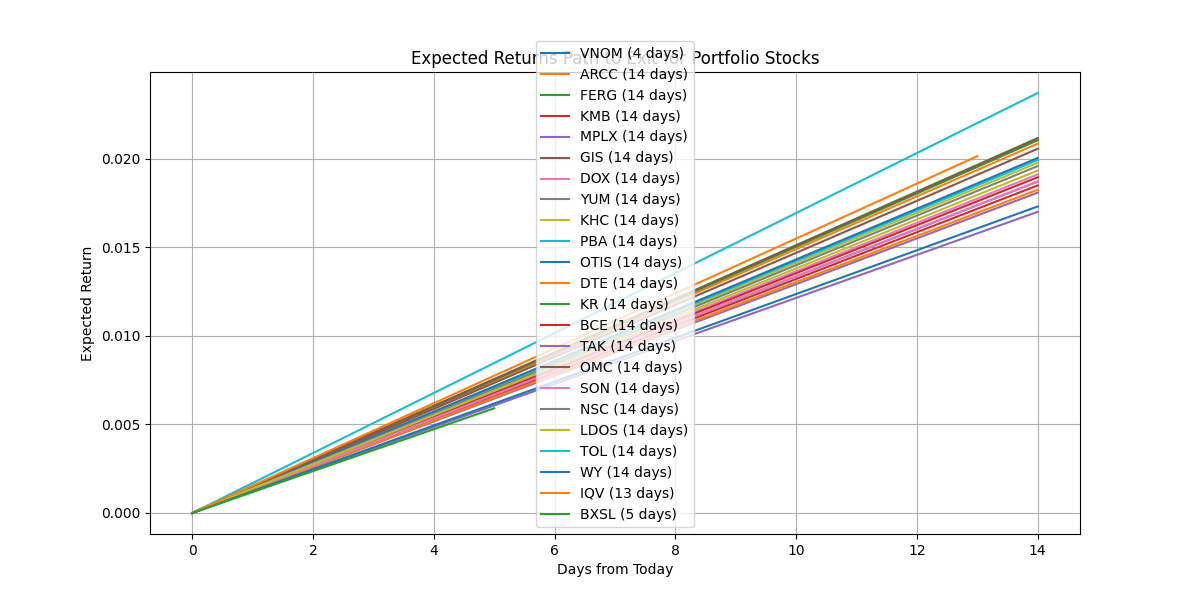 Expected Returns Path to Exit for Portfolio Stocks
VNOM (4 days)
ARCC (14 days)
FERG (14 days)
KMB (14 days)
MPLX (14 days)
GIS (14 days)
DOX (14 days)
YUM (14 days)
KHC (14 days)
PBA (14 days)
OTIS (14 days)
DTE (14 days)
KR (14 days)
BCE (14 days)
TAK (14 days)
OMC (14 days)
SON (14 days)
NSC (14 days)
LDOS (14 days)
TOL (14 days)
WY (14 days)
IQV (13 days)
BXSL (5 days)
Expected Return
0.020
0.015
0.010
0.005
0.000
0 2 4 6 8 10 12 14
Days from Today